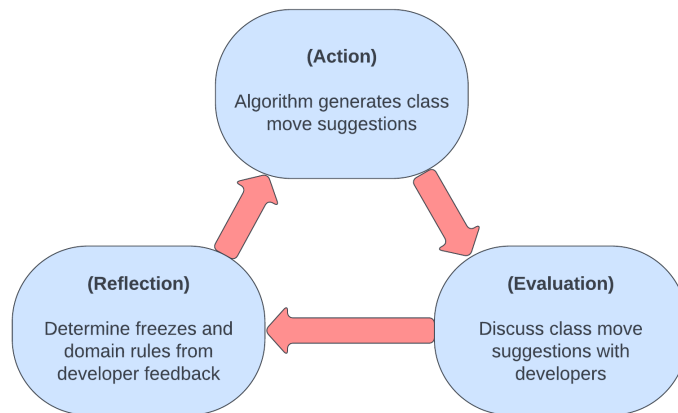 (Action)
Algorithm generates class
move suggestions
(Reflection)
Determine freezes and
domain rules from
developer feedback
(Evaluation)
Discuss class move
suggestions with
developers